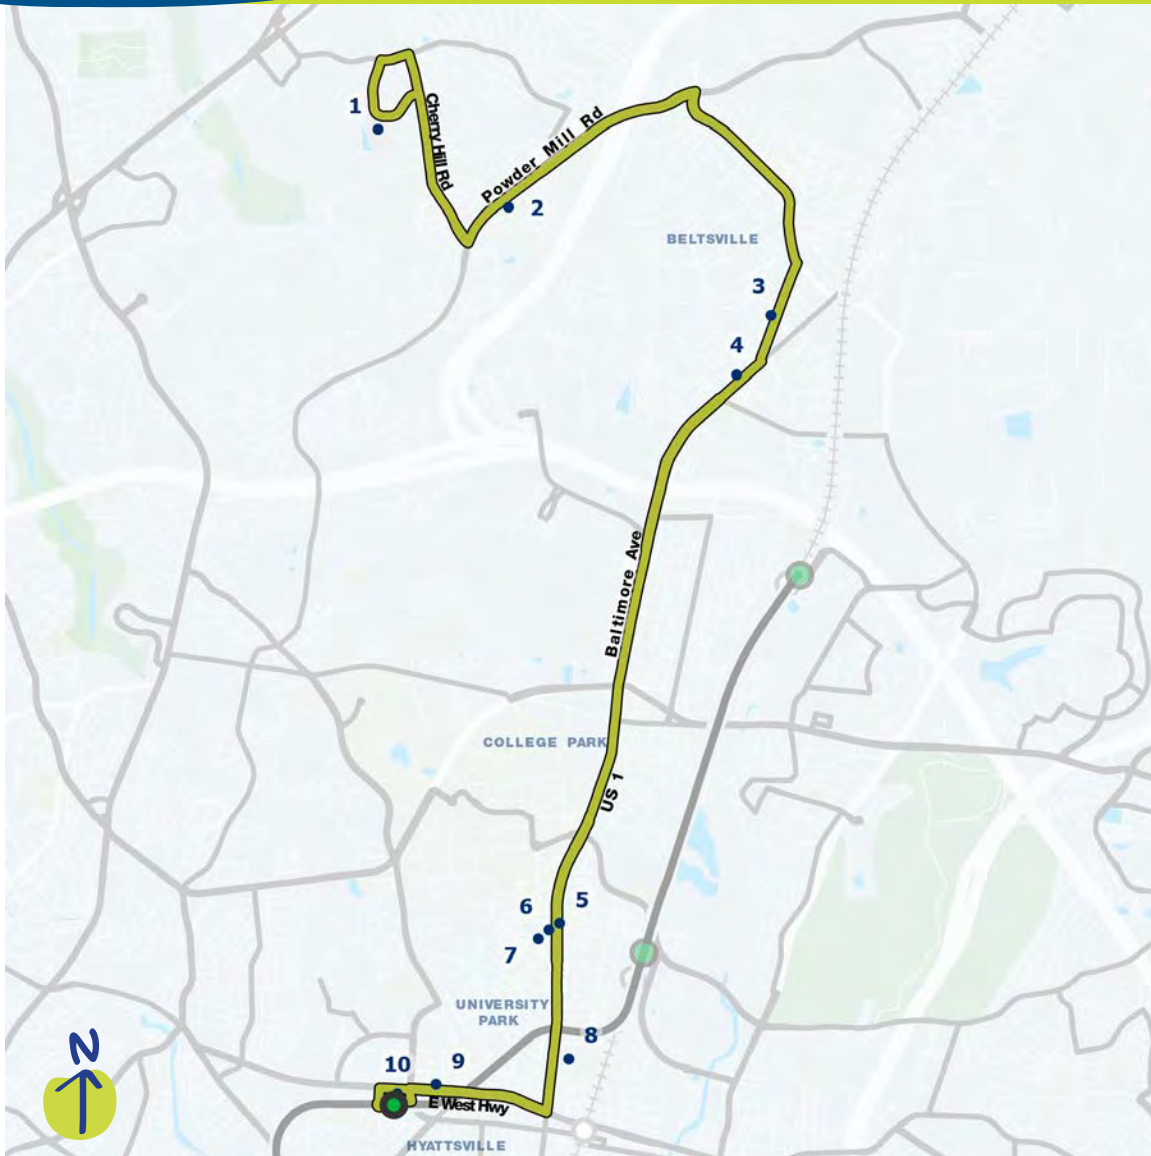 1
Cherry Hill Rd
Powder Mill Rd
2
BELTSVILLE
3
4
Baltimore Ave
COLLEGE PARK
US 1
6
5
7
UNIVERSITY
PARK
8
N
10
9
E West Hwy
HYATTSVILLE